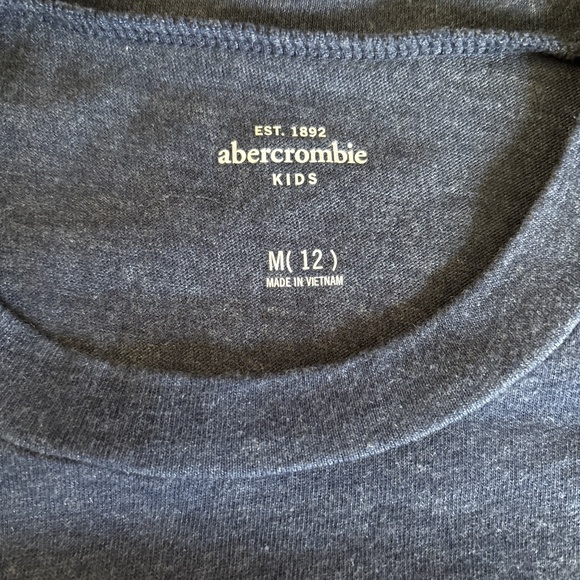 EST. 1892
abercrombie
KIDS
M( 12 )
MADE IN VIETNAM